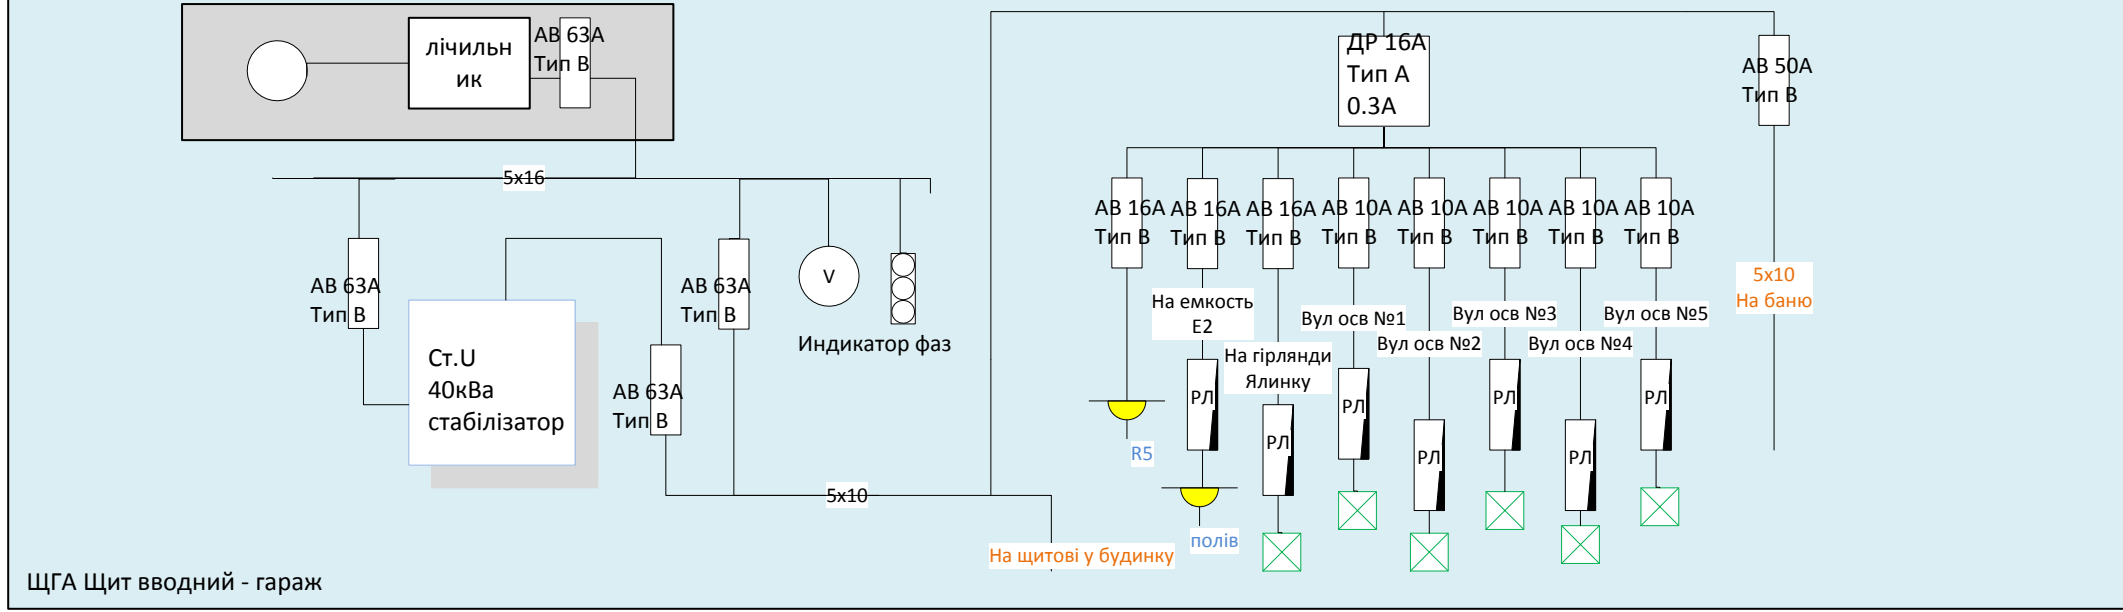 лічильн
ик
АВ 63А
Тип В
5х16
АВ 63А
Тип В
Ст.U
40кВа
стабілізатор
АВ 63А
Тип В
АВ 63А
Тип В
V
Индикатор фаз
5х10
На щитові у будинку
ДР 16А
Тип А
0.3А
АВ 50А
Тип В
5х10
На баню
АВ 16А
Тип В
АВ 16А
Тип В
АВ 16А
Тип В
АВ 10А
Тип В
АВ 10А
Тип В
АВ 10А
Тип В
АВ 10А
Тип В
АВ 10А
Тип В
На емкость
Е2
На гірлянди
Ялинку
Вул осв №1
Вул осв №2
Вул осв №3
Вул осв №4
Вул осв №5
РЛ
РЛ
РЛ
РЛ
РЛ
РЛ
РЛ
R5
полів
ЩГА Щит вводний - гараж